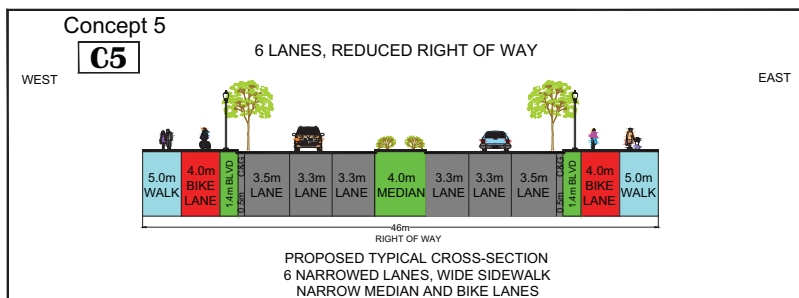 Concept 5
C5
6 LANES, REDUCED RIGHT OF WAY
WEST
EAST
5.0m
WALK
4.0m
BIKE
LANE
1.4m BLVD
0.5m C&G
3.5m
LANE
3.3m
LANE
3.3m
LANE
4.0m
MEDIAN
3.3m
LANE
3.3m
LANE
3.5m
LANE
0.5m C&G
1.4m BLVD
4.0m
BIKE
LANE
5.0m
WALK
46m
RIGHT OF WAY
PROPOSED TYPICAL CROSS-SECTION
6 NARROWED LANES, WIDE SIDEWALK
NARROW MEDIAN AND BIKE LANES